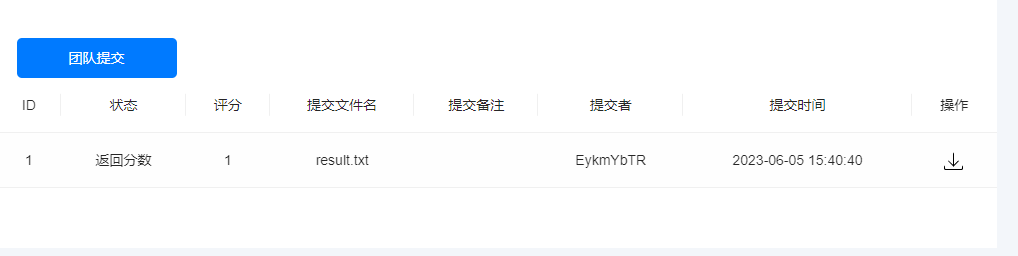 团队提交
ID 状态 评分 提交文件名 提交备注 提交者 提交时间 操作
1 返回分数 1 result.txt EykmYbTR 2023-06-05 15:40:40